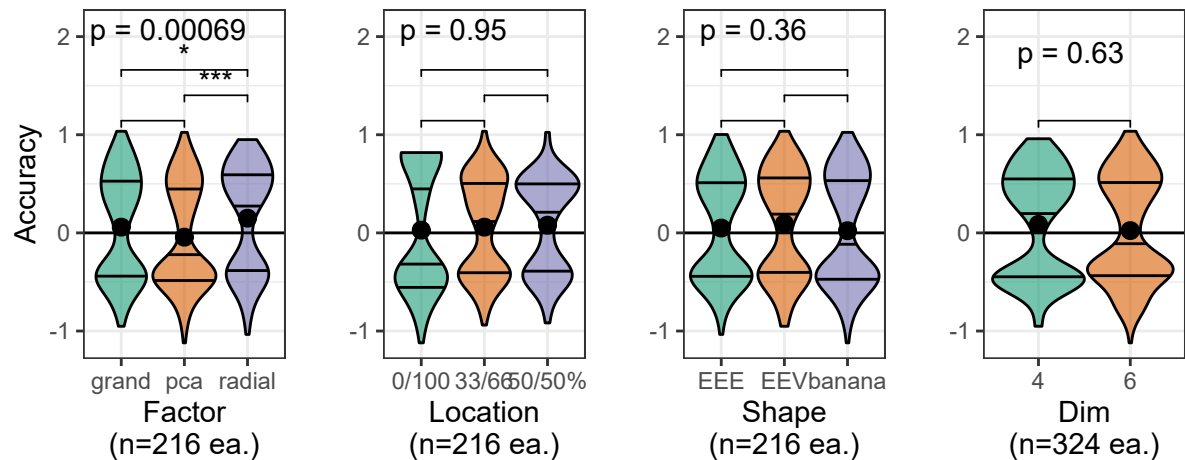 Accuracy
2
1
0
-1
p = 0.00069
*
***
grand pca radial
Factor
(n=216 ea.)
2
1
0
-1
p = 0.95
0/100 33/66 50/50%
Location
(n=216 ea.)
2
1
0
-1
p = 0.36
EEE EEV banana
Shape
(n=216 ea.)
2
1
0
-1
p = 0.63
4 6
Dim
(n=324 ea.)